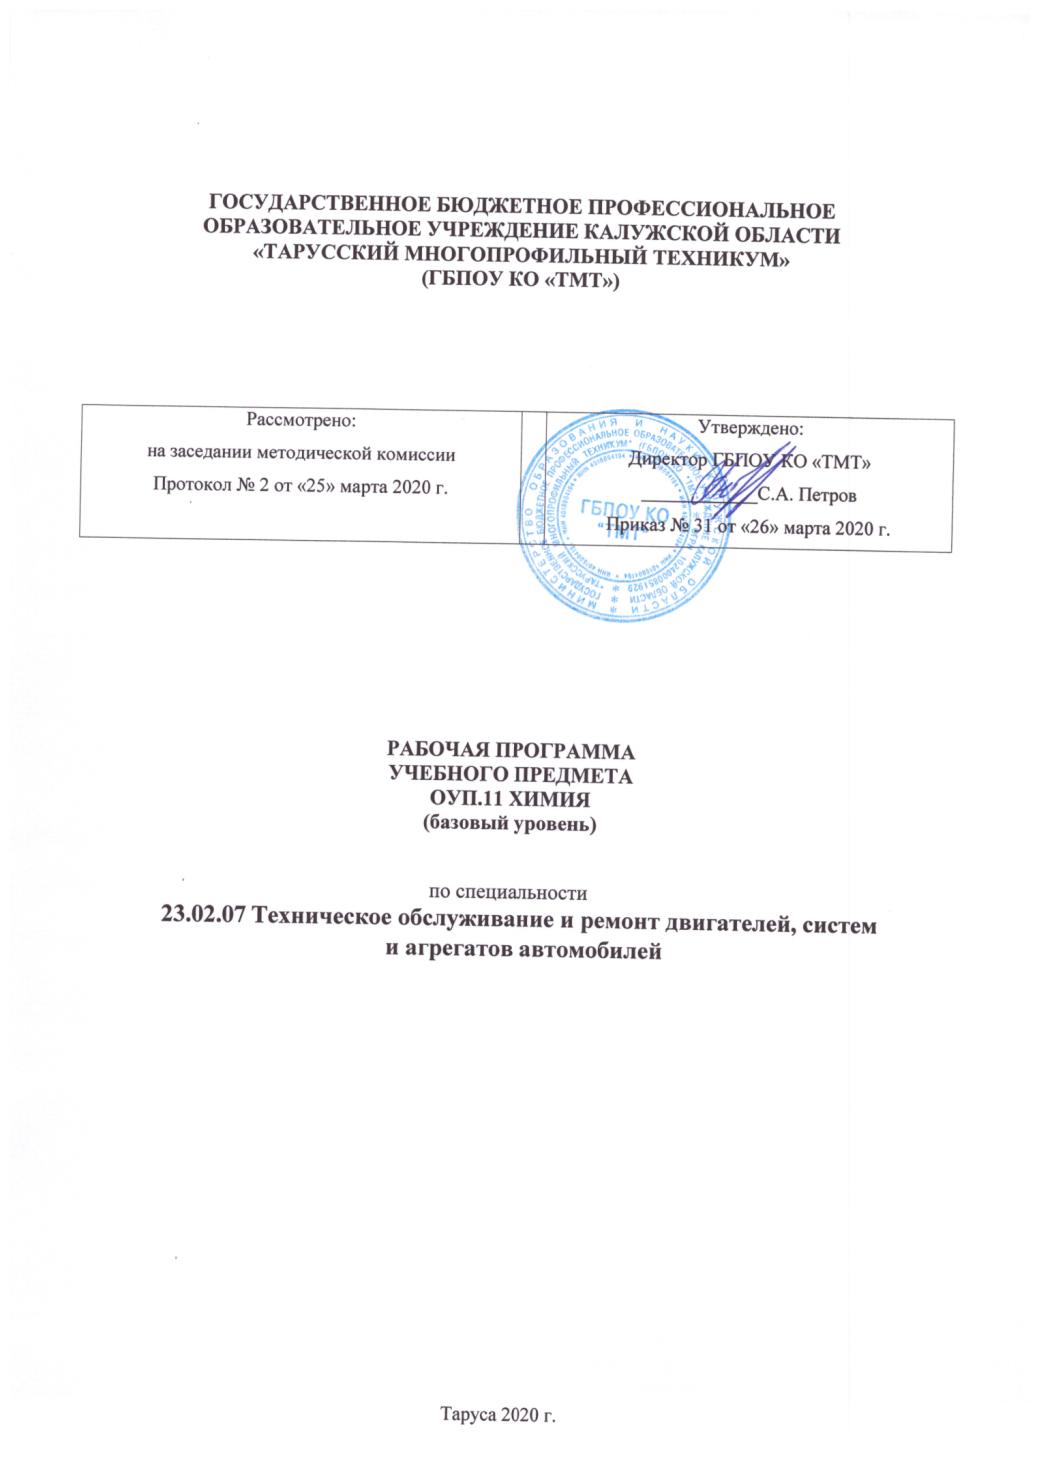 ГОСУДАРСТВЕННОЕ БЮДЖЕТНОЕ ПРОФЕССИОНАЛЬНОЕ
ОБРАЗОВАТЕЛЬНОЕ УЧРЕЖДЕНИЕ КАЛУЖСКОЙ ОБЛАСТИ
«ТАРУССКИЙ МНОГОПРОФИЛЬНЫЙ ТЕХНИКУМ»
(ГБПОУ КО «ТМТ»)
Рассмотрено:
на заседании методической комиссии
Протокол № 2 от «25» марта 2020 г.
Утверждено:
Директор ГБПОУ КО «ТМТ»
____________С.А. Петров
Приказ № 31 от «26» марта 2020 г.
ГБПОУ КО
"ТМТ"
РАБОЧАЯ ПРОГРАММА
УЧЕБНОГО ПРЕДМЕТА
ОУП.11 ХИМИЯ
(базовый уровень)
по специальности
23.02.07 Техническое обслуживание и ремонт двигателей, систем
и агрегатов автомобилей
Таруса 2020 г.